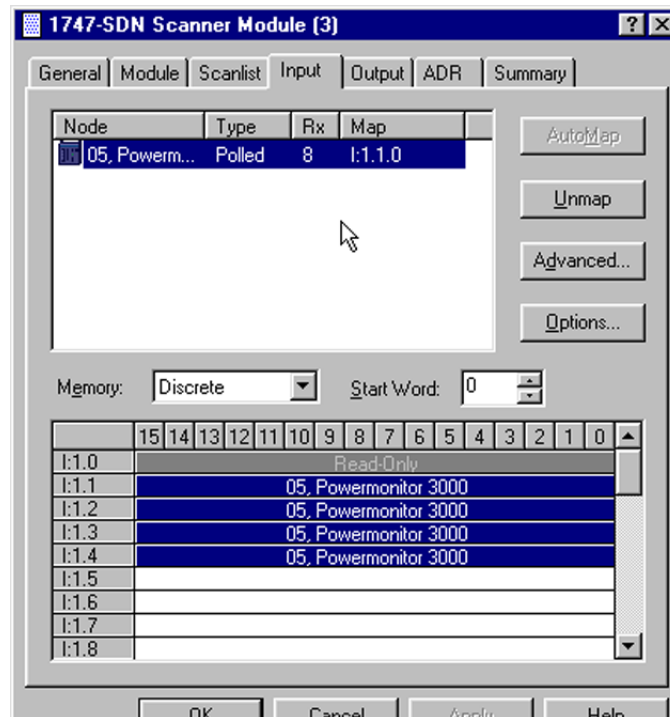 1747-SDN Scanner Module (3)
General Module Scanlist Input Output ADR Summary
Node Type Rx Map
05, Powerm... Polled 8 I:1.1.0
AutoMap
Unmap
Advanced...
Options...
Memory: Discrete Start Word: 0
15 14 13 12 11 10 9 8 7 6 5 4 3 2 1 0
I:1.0 Read-Only
I:1.1 05, Powermonitor 3000
I:1.2 05, Powermonitor 3000
I:1.3 05, Powermonitor 3000
I:1.4 05, Powermonitor 3000
I:1.5
I:1.6
I:1.7
I:1.8
OK Cancel Apply Help